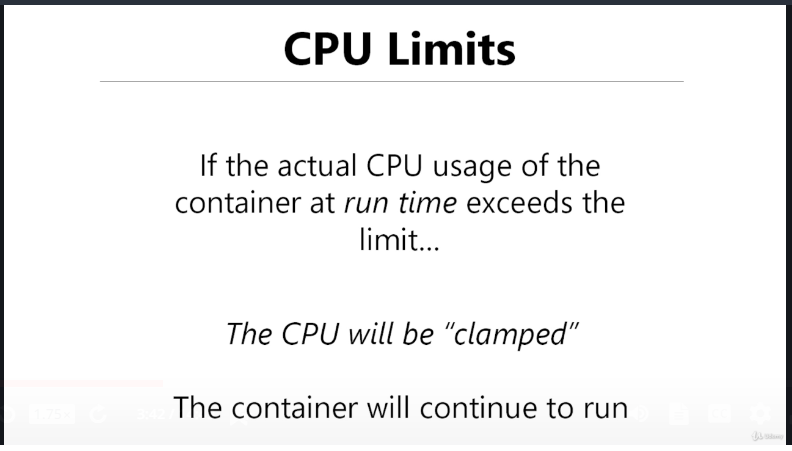 CPU Limits
If the actual CPU usage of the
container at run time exceeds the
limit...
The CPU will be “clamped”
The container will continue to run
Udemy